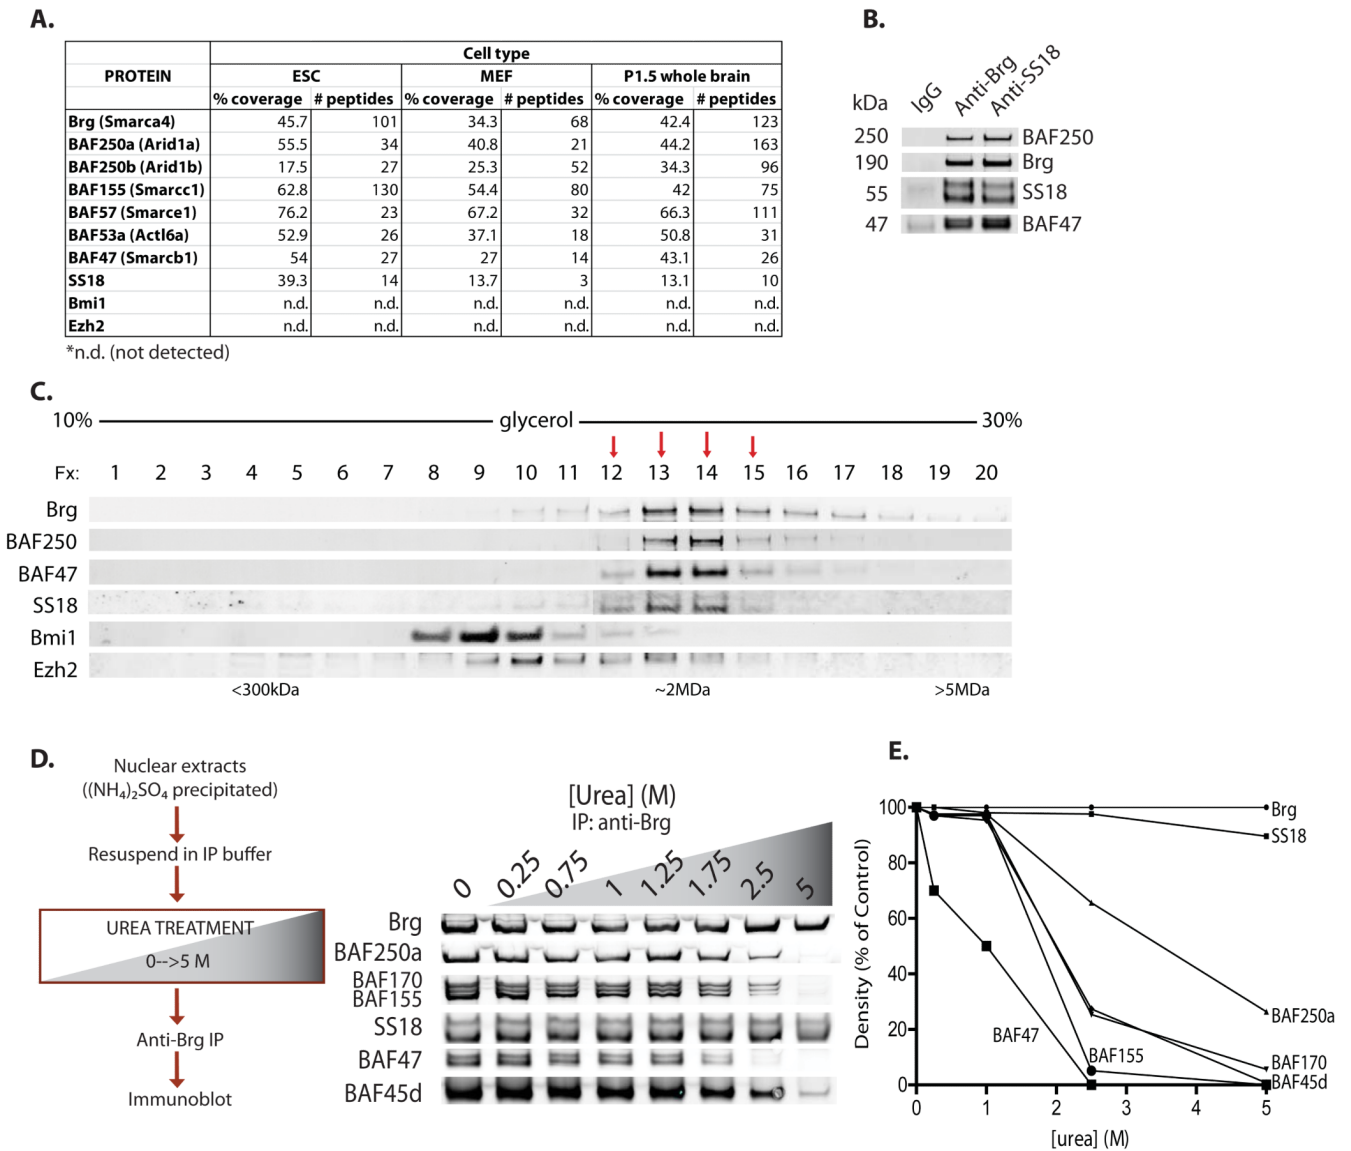 A.
Cell type
PROTEIN ESC MEF P1.5 whole brain
% coverage # peptides % coverage # peptides % coverage # peptides
Brg (Smarca4) 45.7 101 34.3 68 42.4 123
BAF250a (Arid1a) 55.5 34 40.8 21 44.2 163
BAF250b (Arid1b) 17.5 27 25.3 52 34.3 96
BAF155 (Smarcc1) 62.8 130 54.4 80 42 75
BAF57 (Smarce1) 76.2 23 67.2 32 66.3 111
BAF53a (Actl6a) 52.9 26 37.1 18 50.8 31
BAF47 (Smarcb1) 54 27 27 14 43.1 26
SS18 39.3 14 13.7 3 13.1 10
Bmi1 n.d. n.d. n.d. n.d. n.d. n.d.
Ezh2 n.d. n.d. n.d. n.d. n.d. n.d.
*n.d. (not detected)
B.
kDa IgG Anti-Brg Anti-SS18
250 BAF250
190 Brg
55 SS18
47 BAF47
C.
10% glycerol 30%
Fx: 1 2 3 4 5 6 7 8 9 10 11 12 13 14 15 16 17 18 19 20
Brg
BAF250
BAF47
SS18
Bmi1
Ezh2
<300kDa ~2MDa >5MDa
D.
Nuclear extracts
((NH₄)₂SO₄ precipitated)
Resuspend in IP buffer
UREA TREATMENT
0-->5 M
Anti-Brg IP
Immunoblot
[Urea] (M)
IP: anti-Brg
0 0.25 0.75 1 1.25 1.75 2.5 5
Brg
BAF250a
BAF170
BAF155
SS18
BAF47
BAF45d
E.
Density (% of Control)
100
80
60
40
20
0
Brg
SS18
BAF250a
BAF47
BAF155
BAF170
BAF45d
0 1 2 3 4 5
[urea] (M)